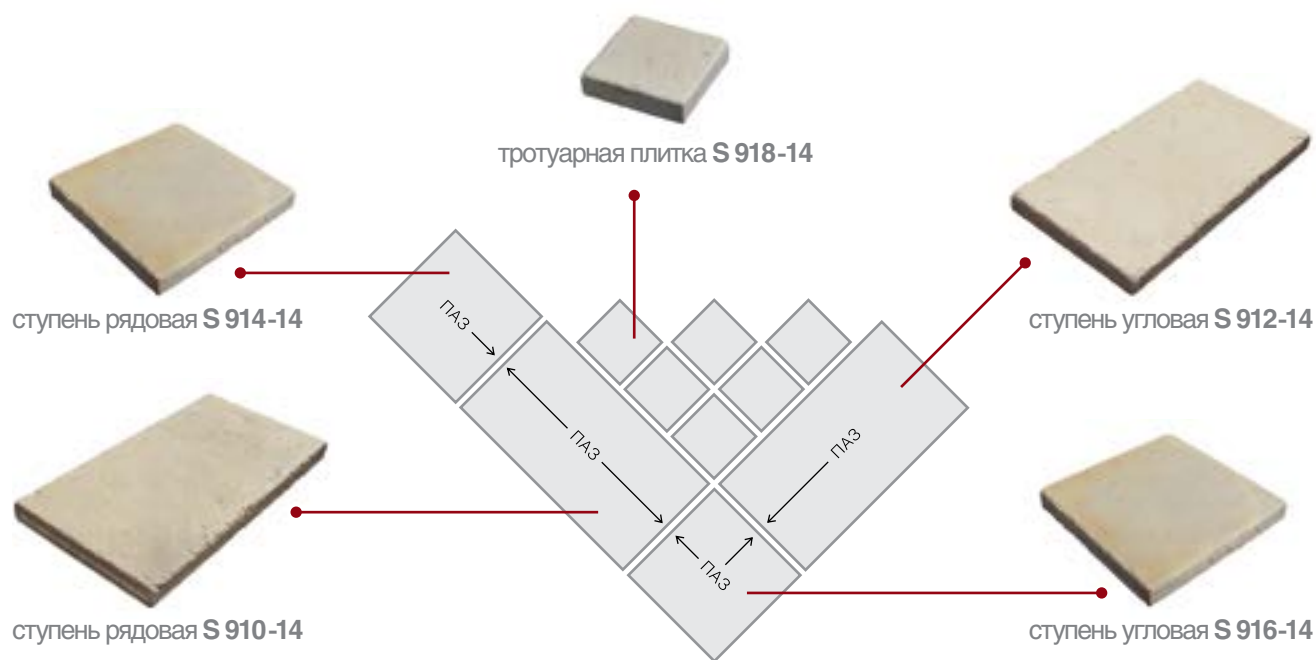 тротуарная плитка S 918-14
ступень рядовая S 914-14
ступень угловая S 912-14
ПАЗ
ПАЗ
ПАЗ
ПАЗ
ступень рядовая S 910-14
ступень угловая S 916-14